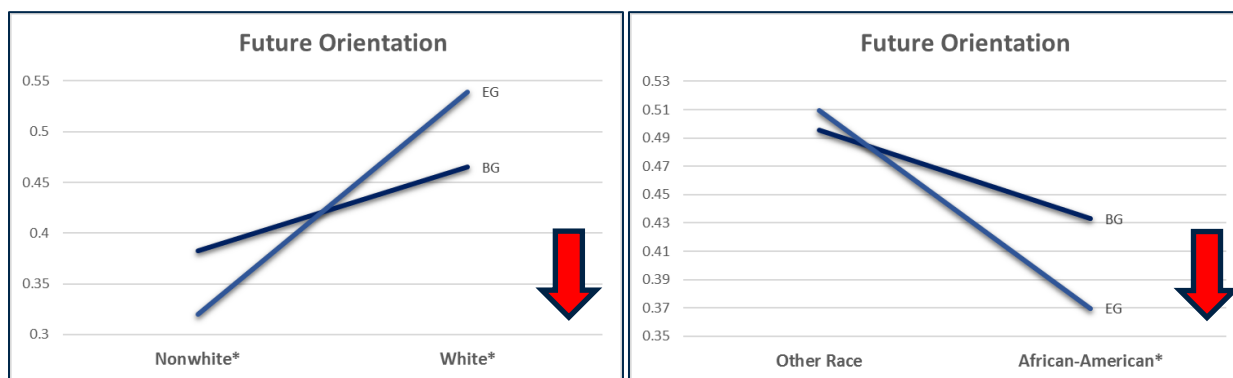 Future Orientation
0.55
0.5
0.45
0.4
0.35
0.3
EG
BG
Nonwhite*
White*
Future Orientation
0.53
0.51
0.49
0.47
0.45
0.43
0.41
0.39
0.37
0.35
BG
EG
Other Race
African-American*